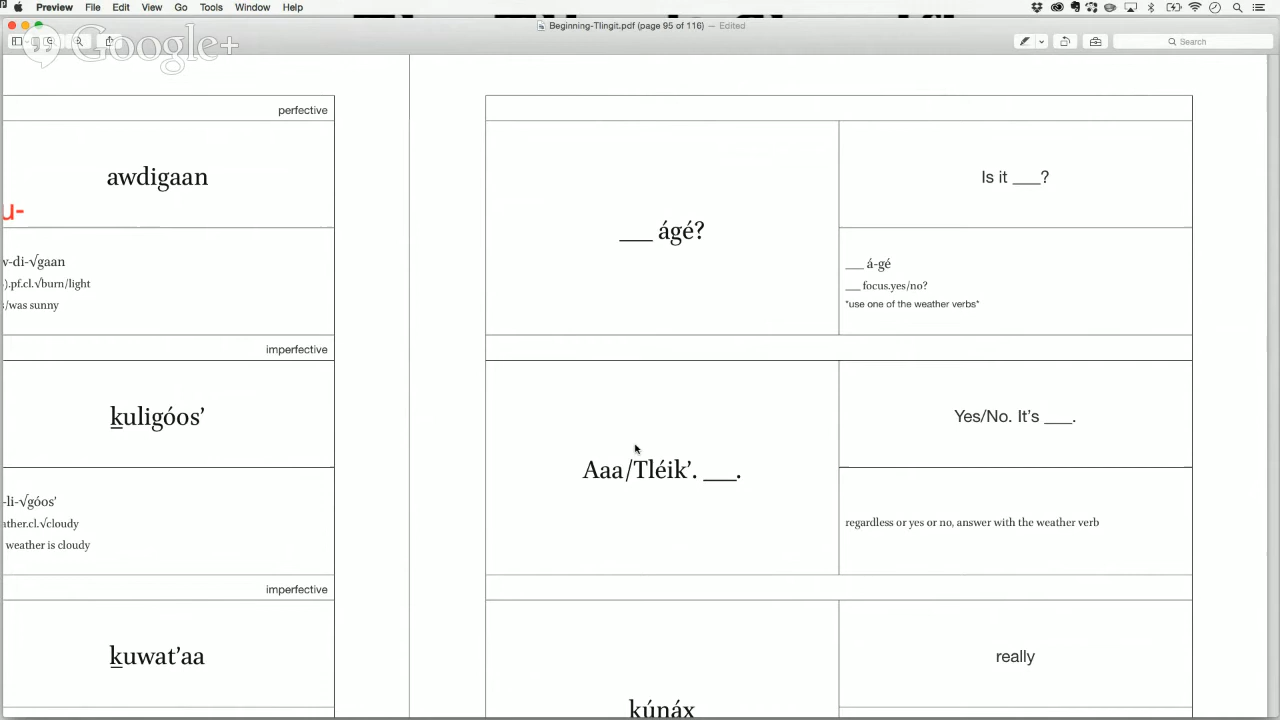 Preview File Edit View Go Tools Window Help
Beginning-Tlingit.pdf (page 95 of 116) — Edited
Google+
Search
perfective
awdigaan
u-
v-di-√gaan
).pf.cl.√burn/light
s/was sunny
imperfective
ḵuligóos’
-li-√góos’
ather.cl.√cloudy
weather is cloudy
imperfective
ḵuwat’aa
___ ágé?
Is it ___?
___ á-gé
___ focus.yes/no?
*use one of the weather verbs*
Aaa/Tléik’. ___.
Yes/No. It’s ___.
regardless or yes or no, answer with the weather verb
kúnáx
really